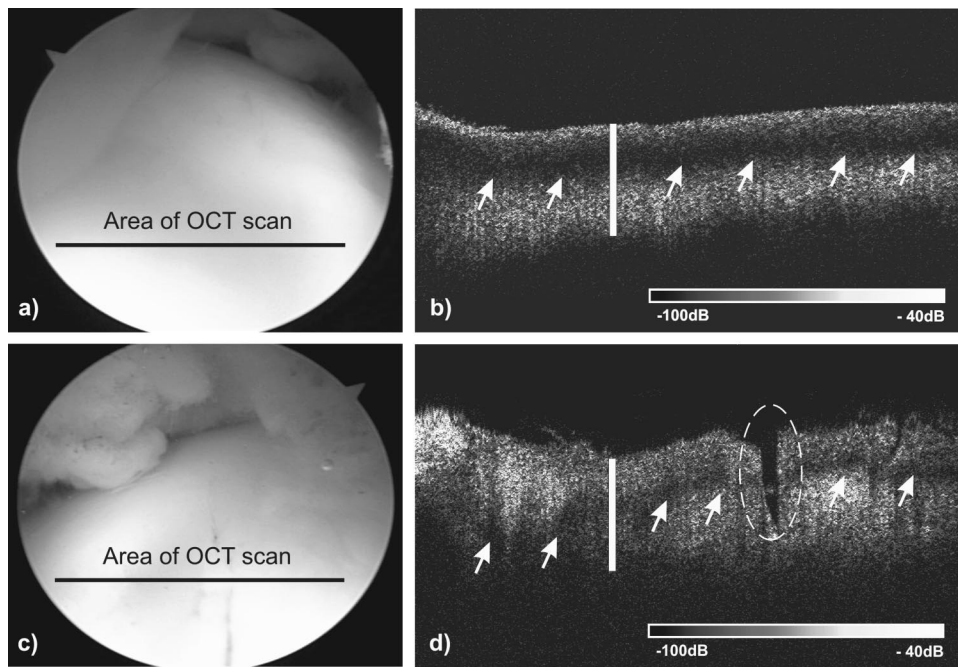 Area of OCT scan
a)
b)
-100dB
- 40dB
Area of OCT scan
c)
d)
-100dB
- 40dB